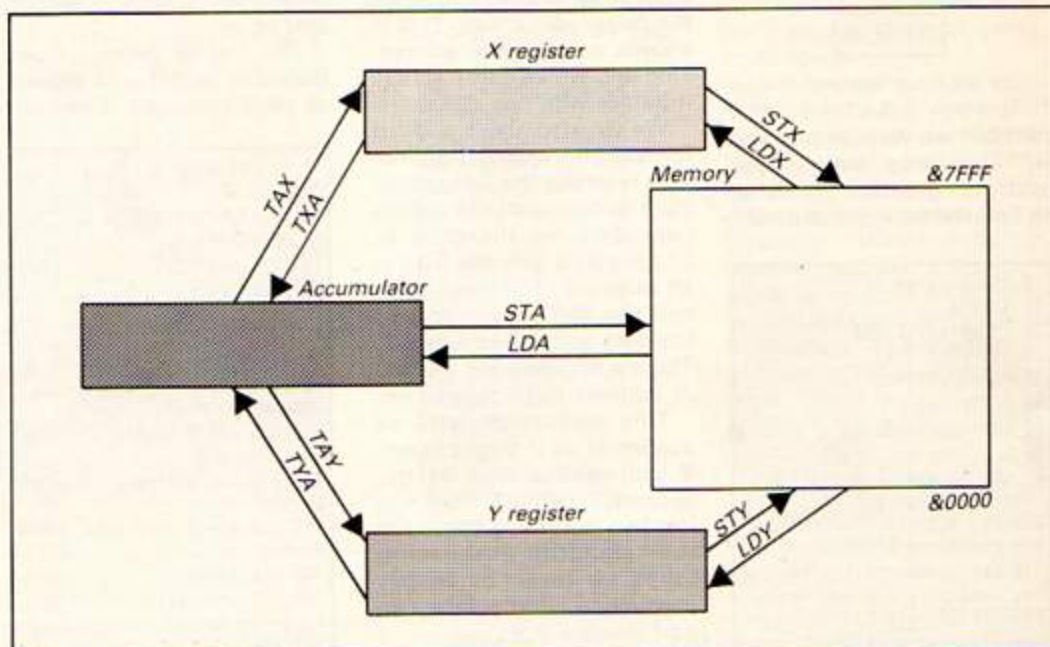 X register
TAX
TXA
STX
LDX
Memory
&7FFF
Accumulator
STA
LDA
TAY
TYA
Y register
STY
LDY
&0000